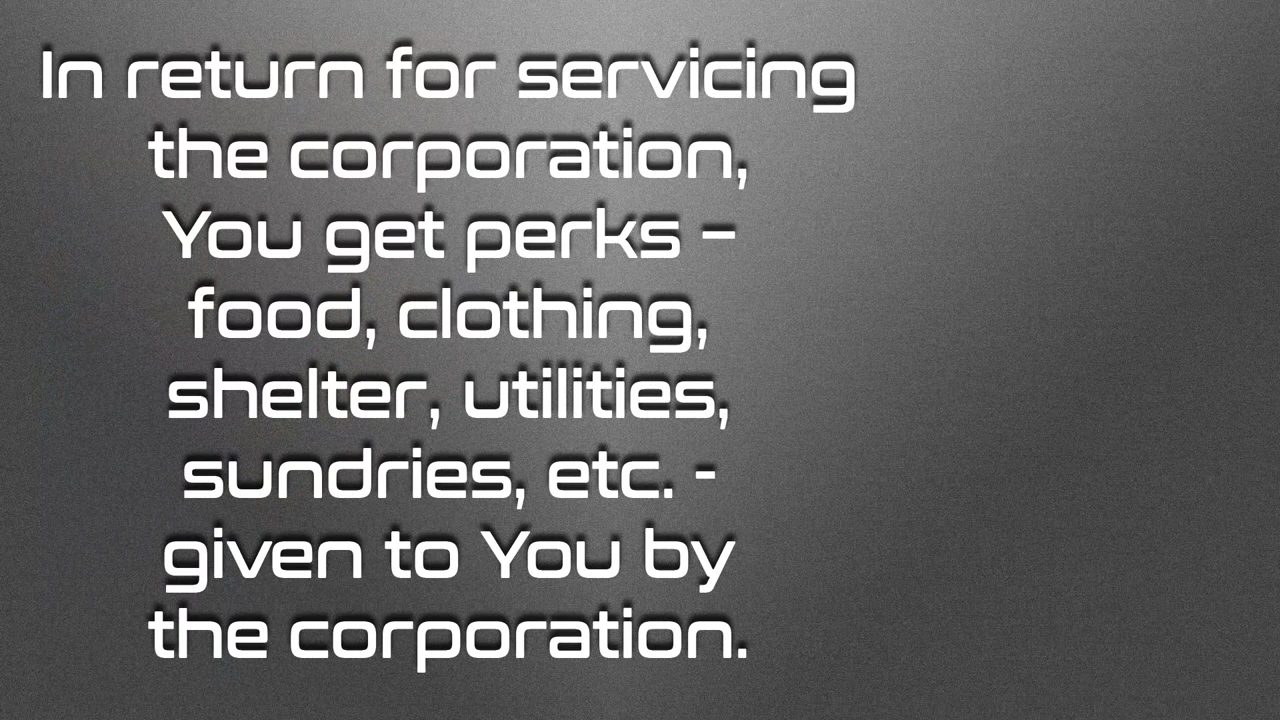 In return for servicing
the corporation,
You get perks –
food, clothing,
shelter, utilities,
sundries, etc. -
given to You by
the corporation.